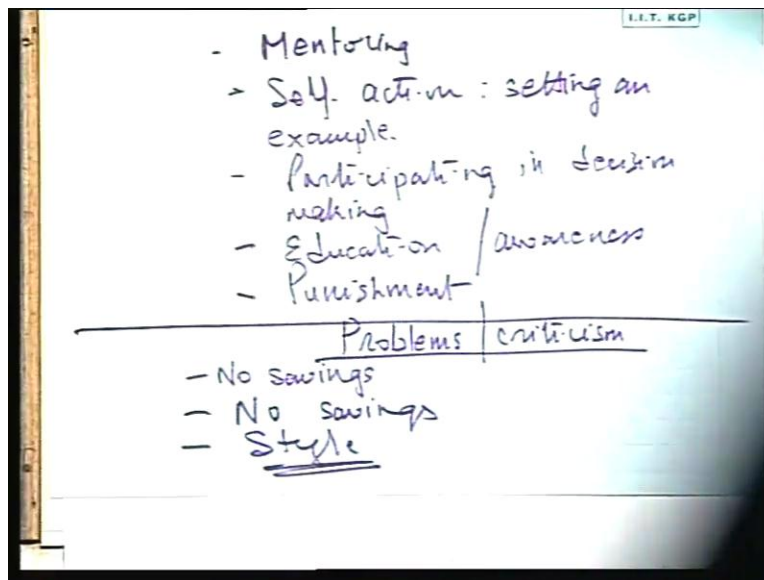 I.I.T. KGP
- Mentoring
- Self-action : setting an
example.
- Participating in decision
making
- Education / awareness
- Punishment
Problems / criticism
- No savings
- No savings
- Style